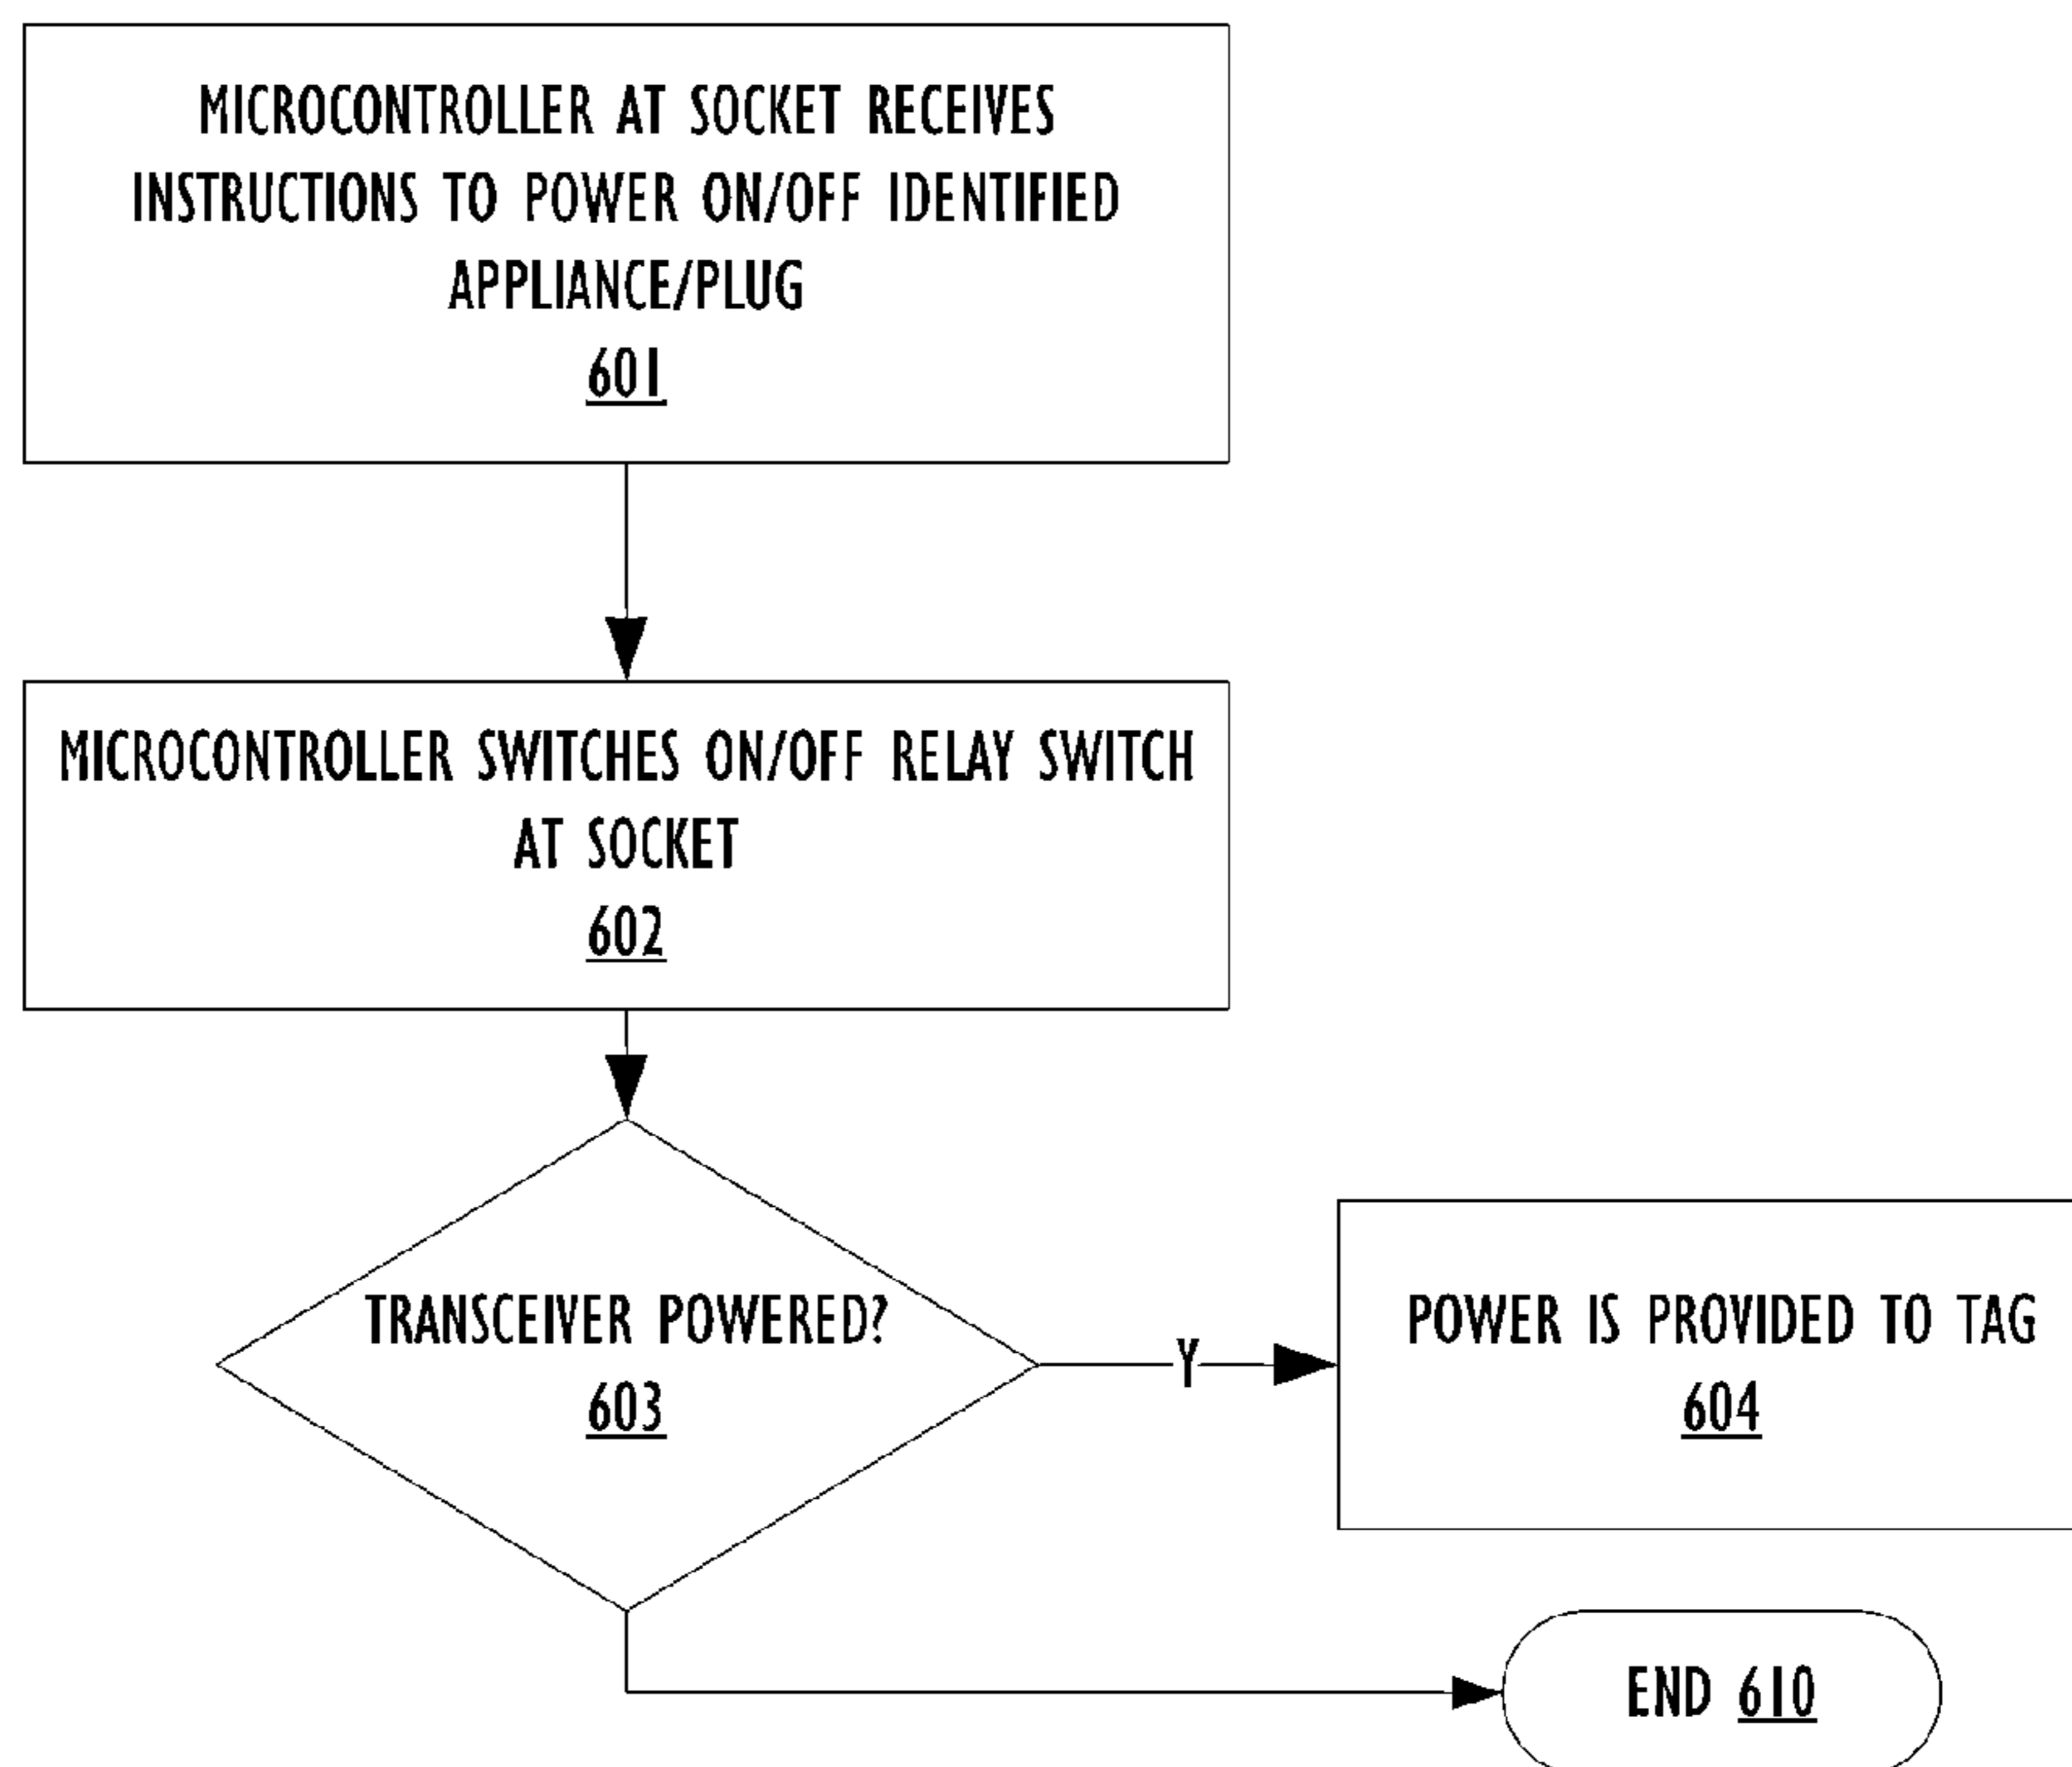 MICROCONTROLLER AT SOCKET RECEIVES
INSTRUCTIONS TO POWER ON/OFF IDENTIFIED
APPLIANCE/PLUG
601
MICROCONTROLLER SWITCHES ON/OFF RELAY SWITCH
AT SOCKET
602
TRANSCEIVER POWERED?
603
Y
POWER IS PROVIDED TO TAG
604
END 610